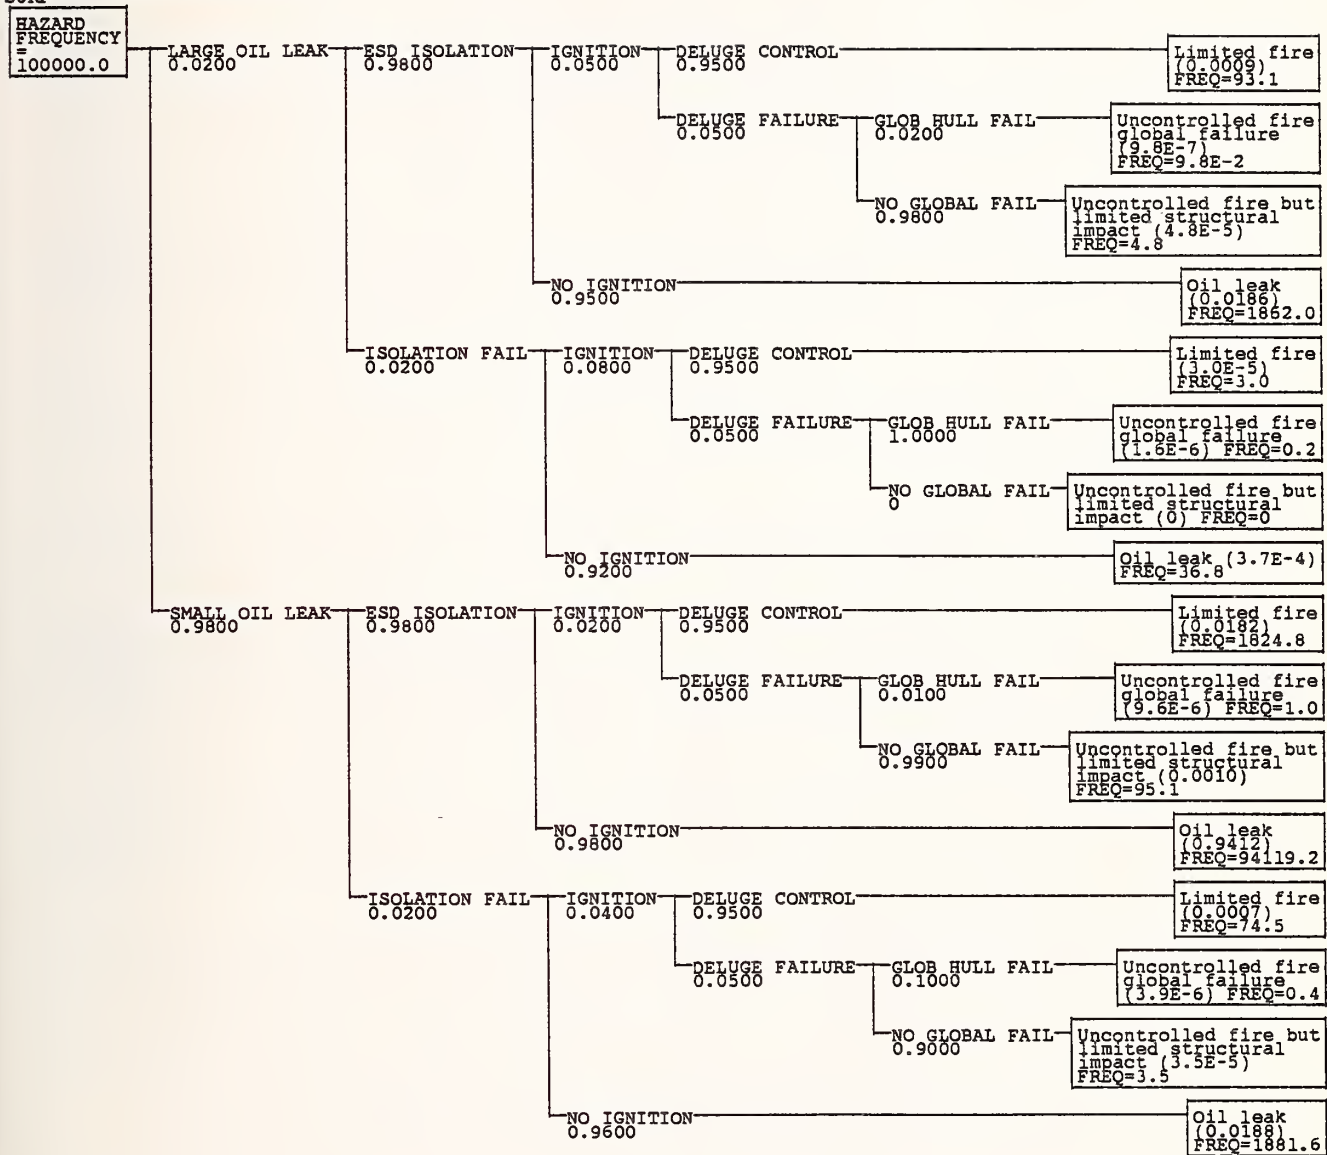 HAZARD
FREQUENCY
=
100000.0
LARGE OIL LEAK
0.0200
ESD ISOLATION
0.9800
IGNITION
0.0500
DELUGE CONTROL
0.9500
Limited fire
(0.0009)
FREQ=93.1
DELUGE FAILURE
0.0500
GLOB HULL FAIL
0.0200
Uncontrolled fire
global failure
(9.8E-7)
FREQ=9.8E-2
NO GLOBAL FAIL
0.9800
Uncontrolled fire but
limited structural
impact (4.8E-5)
FREQ=4.8
NO IGNITION
0.9500
Oil leak
(0.0186)
FREQ=1862.0
ISOLATION FAIL
0.0200
IGNITION
0.0800
DELUGE CONTROL
0.9500
Limited fire
(3.0E-5)
FREQ=3.0
DELUGE FAILURE
0.0500
GLOB HULL FAIL
1.0000
Uncontrolled fire
global failure
(1.6E-6) FREQ=0.2
NO GLOBAL FAIL
0
Uncontrolled fire but
limited structural
impact (0) FREQ=0
NO IGNITION
0.9200
Oil leak (3.7E-4)
FREQ=36.8
SMALL OIL LEAK
0.9800
ESD ISOLATION
0.9800
IGNITION
0.0200
DELUGE CONTROL
0.9500
Limited fire
(0.0182)
FREQ=1824.8
DELUGE FAILURE
0.0500
GLOB HULL FAIL
0.0100
Uncontrolled fire
global failure
(9.6E-6) FREQ=1.0
NO GLOBAL FAIL
0.9900
Uncontrolled fire but
limited structural
impact (0.0010)
FREQ=95.1
NO IGNITION
0.9800
Oil leak
(0.9412)
FREQ=94119.2
ISOLATION FAIL
0.0200
IGNITION
0.0400
DELUGE CONTROL
0.9500
Limited fire
(0.0007)
FREQ=74.5
DELUGE FAILURE
0.0500
GLOB HULL FAIL
0.1000
Uncontrolled fire
global failure
(3.9E-6) FREQ=0.4
NO GLOBAL FAIL
0.9000
Uncontrolled fire but
limited structural
impact (3.5E-5)
FREQ=3.5
NO IGNITION
0.9600
Oil leak
(0.0188)
FREQ=1881.6